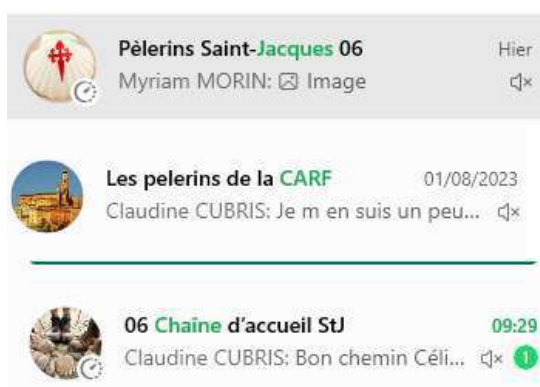 Pèlerins Saint-Jacques 06 Hier
Myriam MORIN: Image
Les pelerins de la CARF 01/08/2023
Claudine CUBRIS: Je m en suis un peu...
06 Chaîne d’accueil StJ 09:29
Claudine CUBRIS: Bon chemin Céli... 1